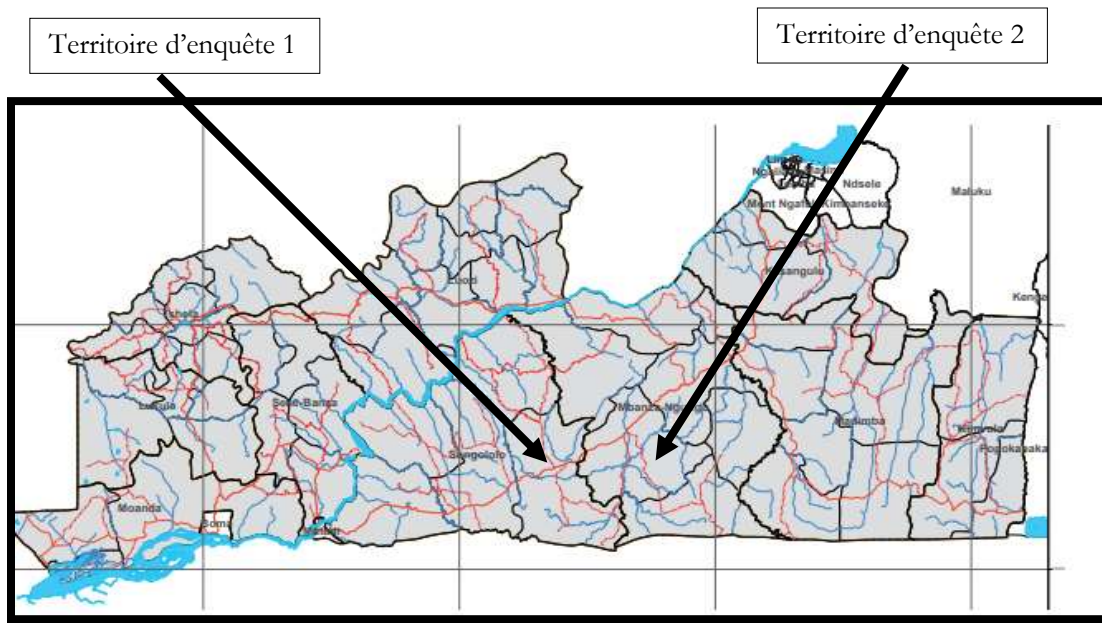 Territoire d'enquête 1
Territoire d'enquête 2
Ndsele
Maluku
Mont Ngafula
Kimbanseke
Kasangulu
Luozi
Kenge
Tshela
Lukula
Seke-Banza
Mbanza-Ngungu
Madimba
Songololo
Kimvula
Popokabaka
Moanda
Boma
Matadi